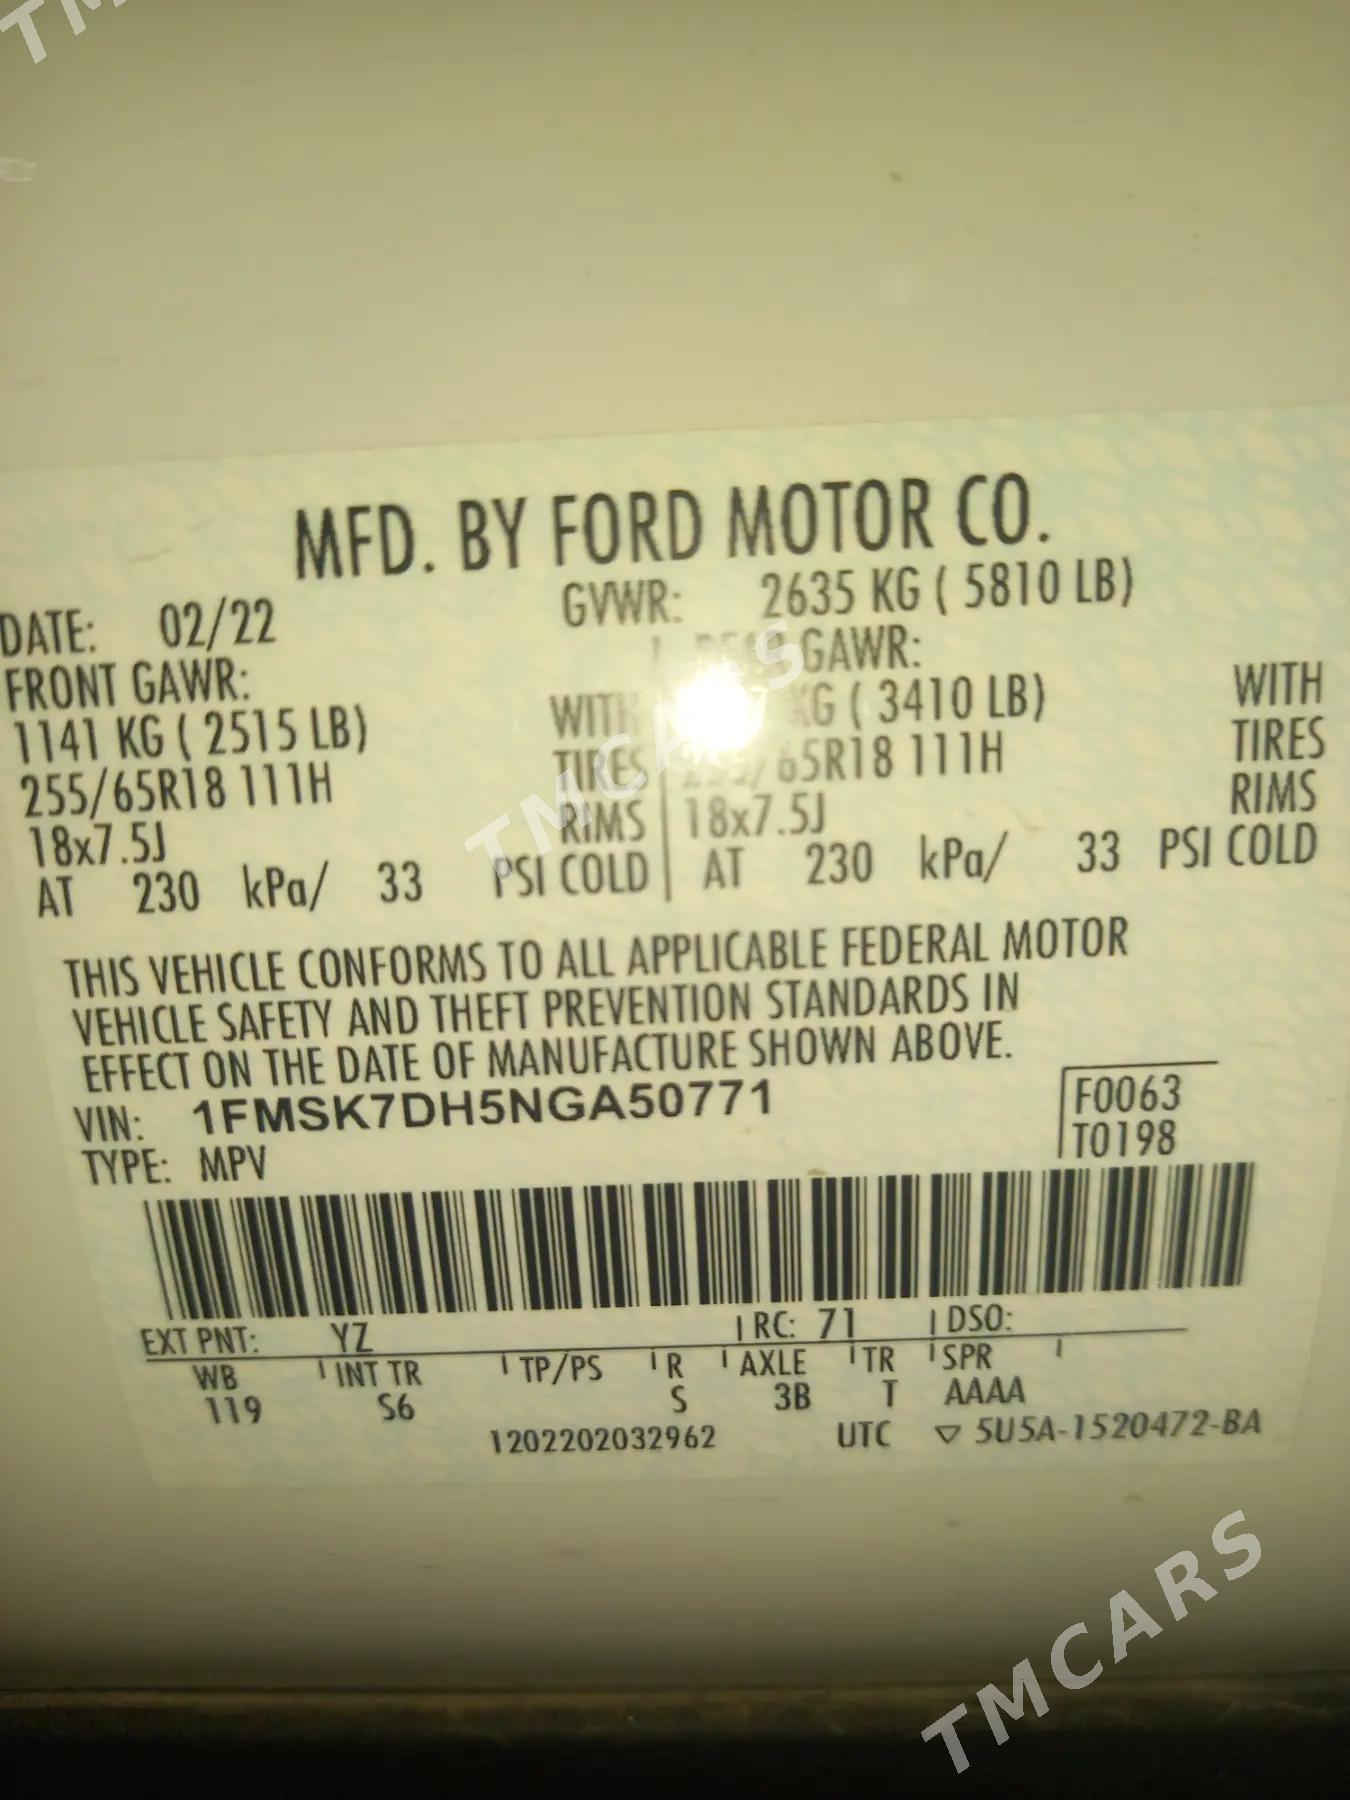 TMCARS
MFD. BY FORD MOTOR CO.
DATE: 02/22 GVWR: 2635 KG ( 5810 LB)
FRONT GAWR: GAWR:
1141 KG ( 2515 LB) WITH KG ( 3410 LB) WITH
255/65R18 111H TIRES 255/65R18 111H TIRES
18x7.5J RIMS 18x7.5J RIMS
AT 230 kPa/ 33 PSI COLD AT 230 kPa/ 33 PSI COLD
THIS VEHICLE CONFORMS TO ALL APPLICABLE FEDERAL MOTOR
VEHICLE SAFETY AND THEFT PREVENTION STANDARDS IN
EFFECT ON THE DATE OF MANUFACTURE SHOWN ABOVE.
VIN: 1FMSK7DH5NGA50771 F0063
TYPE: MPV T0198
EXT PNT: YZ RC: 71 DSO:
WB INT TR TP/PS R AXLE TR SPR
119 S6 S 3B T AAAA
1202202032962 UTC ▽ 5U5A-1520472-BA
TMCARS